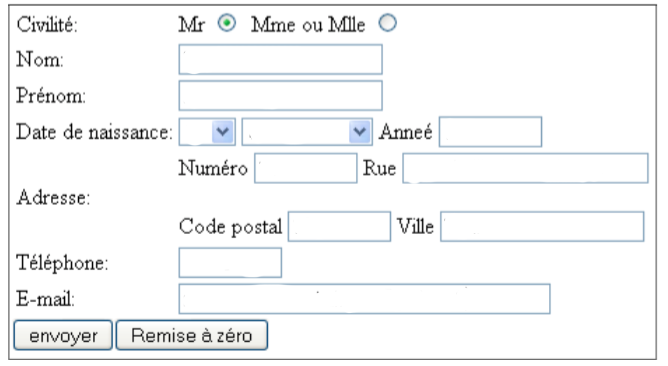 Civilité: Mr Mme ou Mlle
Nom:
Prénom:
Date de naissance: Anneé
Numéro Rue
Adresse:
Code postal Ville
Téléphone:
E-mail:
envoyer Remise à zéro